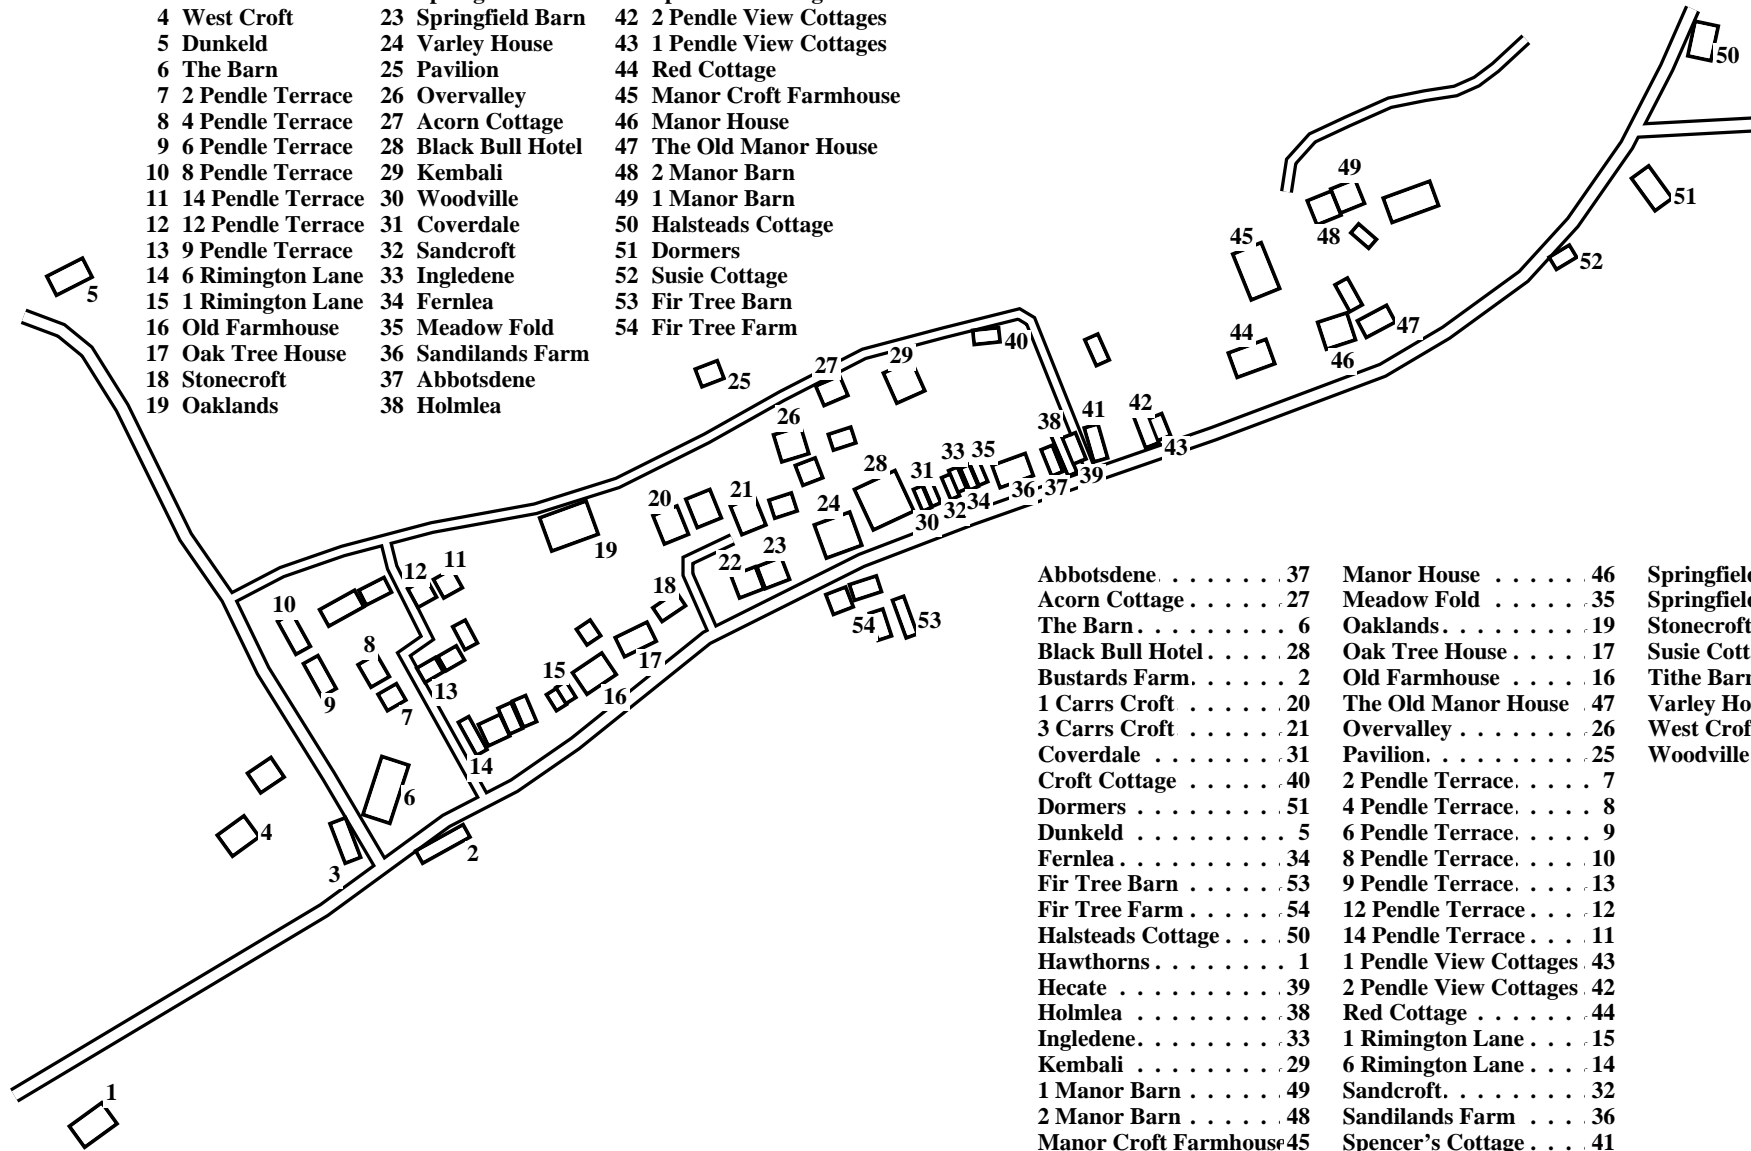 4 West Croft
5 Dunkeld
6 The Barn
7 2 Pendle Terrace
8 4 Pendle Terrace
9 6 Pendle Terrace
10 8 Pendle Terrace
11 14 Pendle Terrace
12 12 Pendle Terrace
13 9 Pendle Terrace
14 6 Rimington Lane
15 1 Rimington Lane
16 Old Farmhouse
17 Oak Tree House
18 Stonecroft
19 Oaklands
23 Springfield Barn
24 Varley House
25 Pavilion
26 Overvalley
27 Acorn Cottage
28 Black Bull Hotel
29 Kembali
30 Woodville
31 Coverdale
32 Sandcroft
33 Ingledene
34 Fernlea
35 Meadow Fold
36 Sandilands Farm
37 Abbotsdene
38 Holmlea
42 2 Pendle View Cottages
43 1 Pendle View Cottages
44 Red Cottage
45 Manor Croft Farmhouse
46 Manor House
47 The Old Manor House
48 2 Manor Barn
49 1 Manor Barn
50 Halsteads Cottage
51 Dormers
52 Susie Cottage
53 Fir Tree Barn
54 Fir Tree Farm
50
49
51
48
45
52
5
47
44
46
40
27
29
25
26
42
41
38
43
33
35
28
31
36
37
39
20
21
24
32
34
30
19
23
22
12
11
18
10
54
53
8
17
15
13
16
9
7
14
6
4
2
3
1
Abbotsdene . . . . . . . . 37
Acorn Cottage . . . . . . 27
The Barn . . . . . . . . . 6
Black Bull Hotel . . . . . 28
Bustards Farm . . . . . . 2
1 Carrs Croft . . . . . . . 20
3 Carrs Croft . . . . . . . 21
Coverdale . . . . . . . . 31
Croft Cottage . . . . . . 40
Dormers . . . . . . . . . 51
Dunkeld . . . . . . . . . 5
Fernlea . . . . . . . . . . 34
Fir Tree Barn . . . . . . 53
Fir Tree Farm . . . . . . 54
Halsteads Cottage . . . . 50
Hawthorns . . . . . . . . . 1
Hecate . . . . . . . . . . 39
Holmlea . . . . . . . . . 38
Ingledene . . . . . . . . . 33
Kembali . . . . . . . . . 29
1 Manor Barn . . . . . . 49
2 Manor Barn . . . . . . 48
Manor Croft Farmhouse 45
Manor House . . . . . 46
Meadow Fold . . . . . 35
Oaklands . . . . . . . . 19
Oak Tree House . . . . 17
Old Farmhouse . . . . . 16
The Old Manor House 47
Overvalley . . . . . . . 26
Pavilion . . . . . . . . . 25
2 Pendle Terrace . . . . . 7
4 Pendle Terrace . . . . . 8
6 Pendle Terrace . . . . . 9
8 Pendle Terrace . . . . 10
9 Pendle Terrace . . . . 13
12 Pendle Terrace . . . 12
14 Pendle Terrace . . . 11
1 Pendle View Cottages 43
2 Pendle View Cottages 42
Red Cottage . . . . . . 44
1 Rimington Lane . . . . 15
6 Rimington Lane . . . . 14
Sandcroft . . . . . . . . 32
Sandilands Farm . . . . 36
Spencer's Cottage . . . . 41
Springfield
Springfield
Stonecroft
Susie Cott
Tithe Barn
Varley Ho
West Crof
Woodville